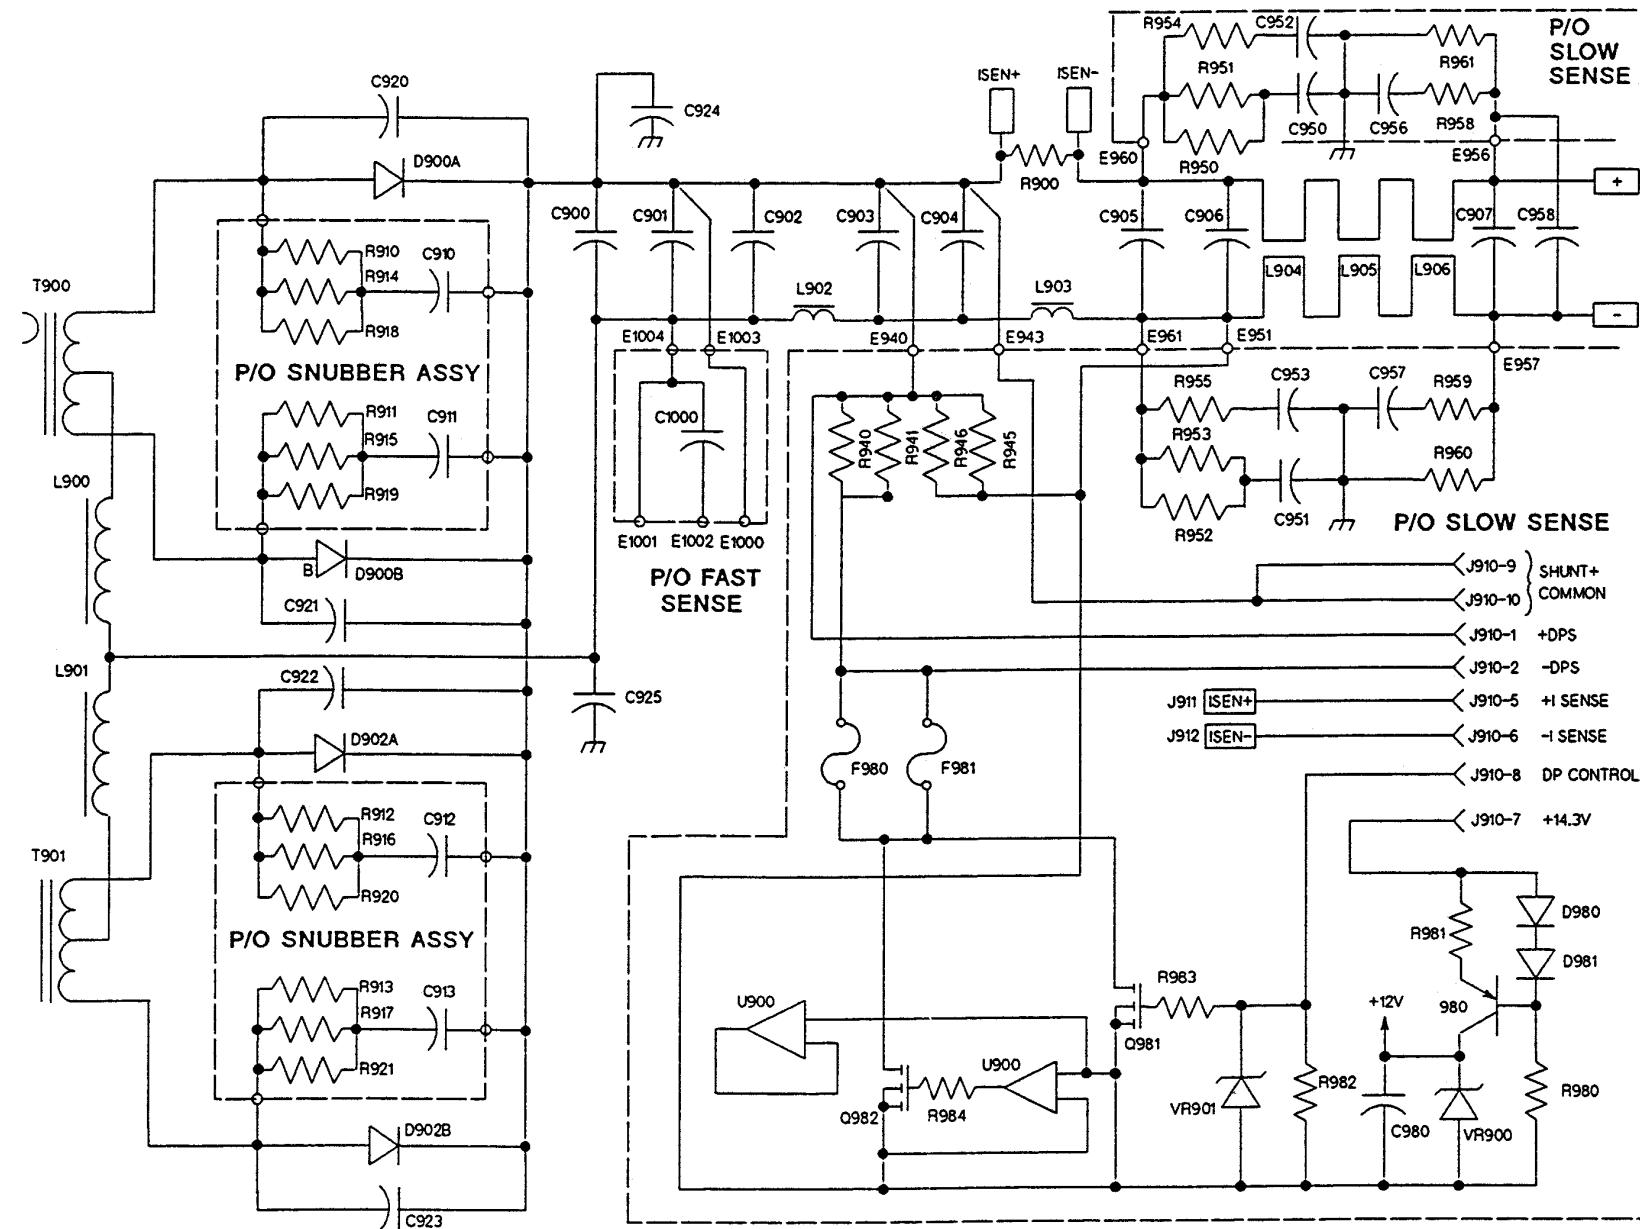 R954
C952
P/O
SLOW
SENSE
R961
R951
C920
ISEN+
ISEN-
C924
C950
C956
R958
E960
R950
E956
D900A
R900
+
C900
C901
C902
C903
C904
C905
C906
C907
C958
R910
C910
R914
T900
L902
L903
L904
L905
L906
R918
-
E1004
E1003
E940
E943
E961
E951
E957
P/O SNUBBER ASSY
R955
C953
C957
R959
R911
C911
C1000
R915
R940
R941
R946
R945
R953
R960
L900
R919
C951
R952
P/O SLOW SENSE
E1001
E1002
E1000
B
D900B
P/O FAST
SENSE
J910-9
SHUNT+
COMMON
J910-10
C921
J910-1 +DPS
L901
C922
J910-2 -DPS
C925
J911
ISEN+
J910-5 +I SENSE
J912
ISEN-
J910-6 -I SENSE
D902A
F980
F981
J910-8 DP CONTROL
R912
C912
J910-7 +14.3V
R916
T901
R920
D980
R981
P/O SNUBBER ASSY
D981
R913
C913
R983
U900
+12V
980
R917
Q981
R921
U900
R982
R980
VR901
Q982
R984
C980
VR900
D902B
C923